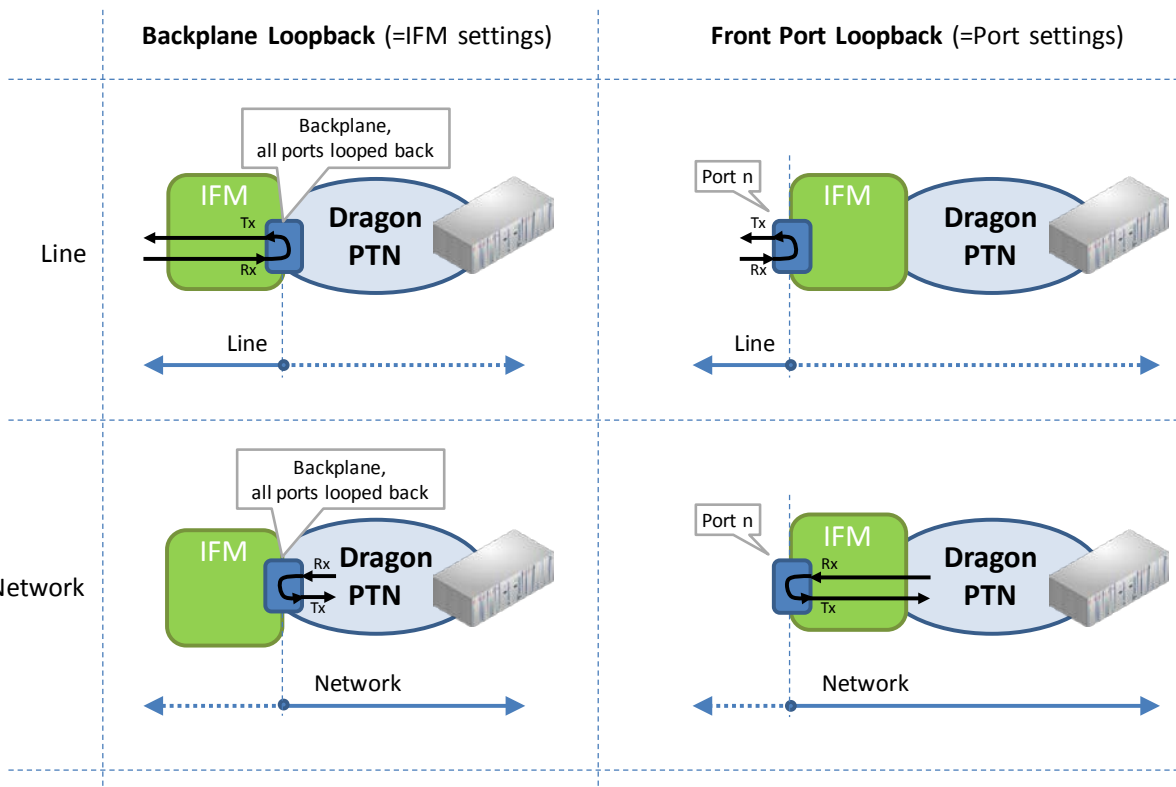 Backplane Loopback (=IFM settings)
Front Port Loopback (=Port settings)
Line
Backplane,
all ports looped back
IFM
Tx
Rx
Dragon
PTN
Line
Port n
IFM
Tx
Rx
Dragon
PTN
Line
Network
Backplane,
all ports looped back
IFM
Rx
Tx
Dragon
PTN
Network
Port n
IFM
Rx
Tx
Dragon
PTN
Network